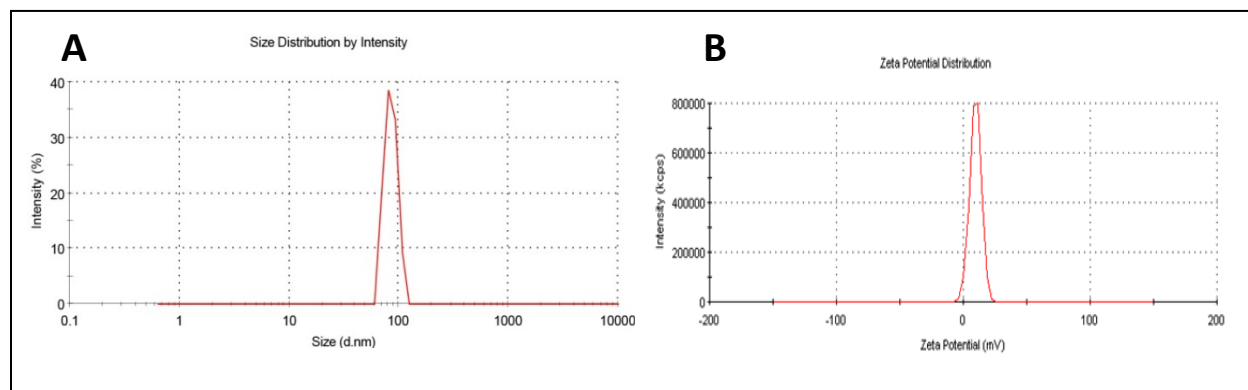 A
Size Distribution by Intensity
Intensity (%)
40
30
20
10
0
0.1 1 10 100 1000 10000
Size (d.nm)
B
Zeta Potential Distribution
Intensity (kcps)
800000
600000
400000
200000
0
-200 -100 0 100 200
Zeta Potential (mV)